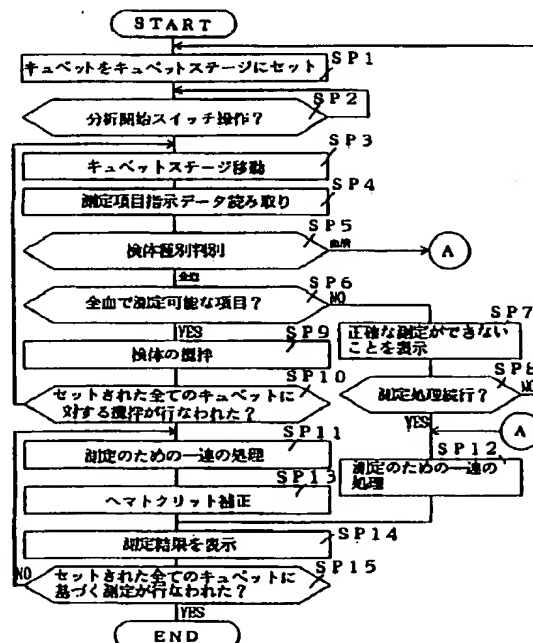 START
SP1
キュベットをキュベットステージにセット
SP2
分析開始スイッチ操作?
SP3
キュベットステージ移動
SP4
測定項目指示データ読み取り
SP5
検体種別判別
血清
A
全血
SP6
全血で測定可能な項目?
NO
SP7
正確な測定ができない
ことを表示
YES
SP9
検体の攪拌
SP8
測定処理続行?
NO
SP10
セットされた全てのキュベットに
対する攪拌が行なわれた?
YES
A
SP11
測定のための一連の処理
SP12
測定のための一連の
処理
SP13
ヘマトクリット補正
SP14
測定結果を表示
SP15
NO
セットされた全てのキュベットに
基づく測定が行なわれた?
YES
END